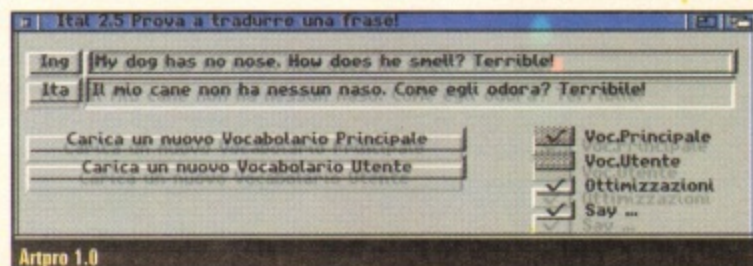 Ital 2.5 Prova a tradurre una frase!
Ing My dog has no nose. How does he smell? Terrible!
Ita Il mio cane non ha nessun naso. Come egli odora? Terribile!
Carica un nuovo Vocabolario Principale
Carica un nuovo Vocabolario Utente
Voc.Principale
Voc.Utente
Ottimizzazioni
Say ...
Artpro 1.0